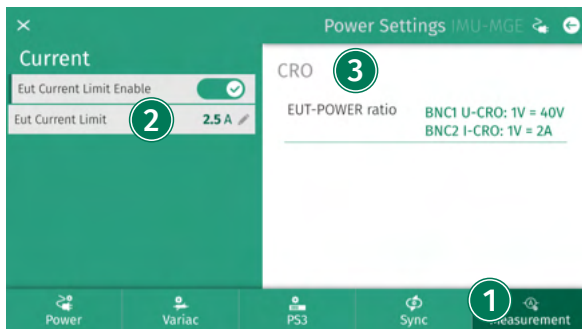 Power Settings IMU-MGE
Current
Eut Current Limit Enable
Eut Current Limit 2.5 A
2
CRO
3
EUT-POWER ratio
BNC1 U-CRO: 1V = 40V
BNC2 I-CRO: 1V = 2A
Power
Variac
PS3
Sync
1
Measurement